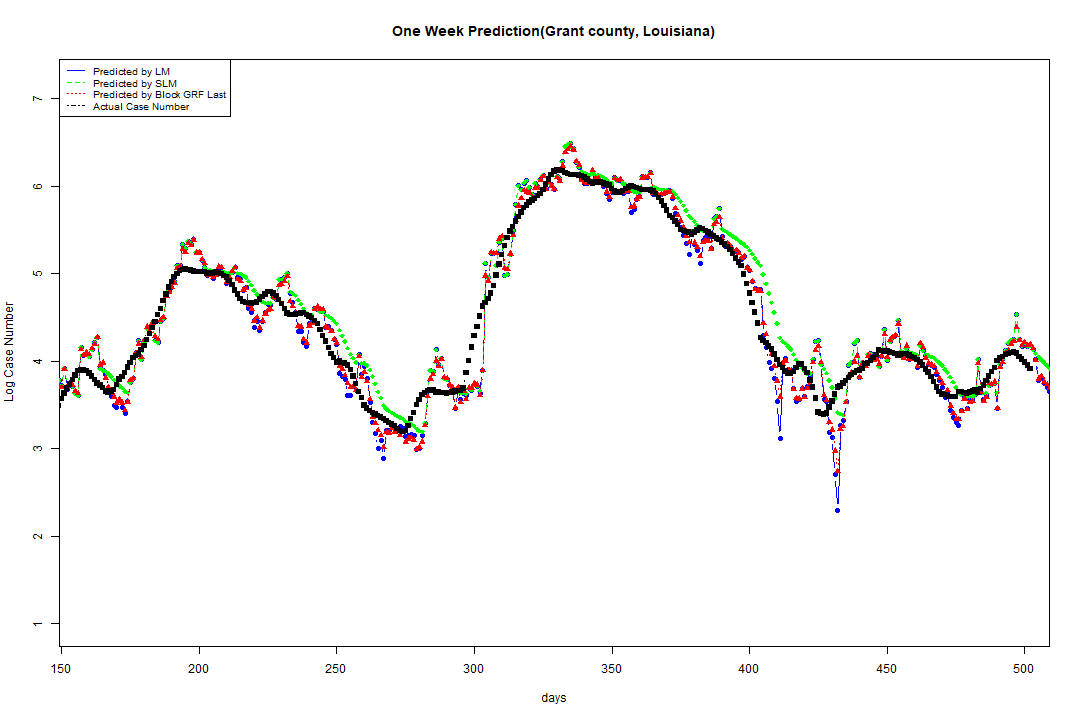 One Week Prediction(Grant county, Louisiana)
Predicted by LM
Predicted by SLM
Predicted by Block GRF Last
Actual Case Number
7
6
5
4
3
2
1
Log Case Number
150 200 250 300 350 400 450 500
days